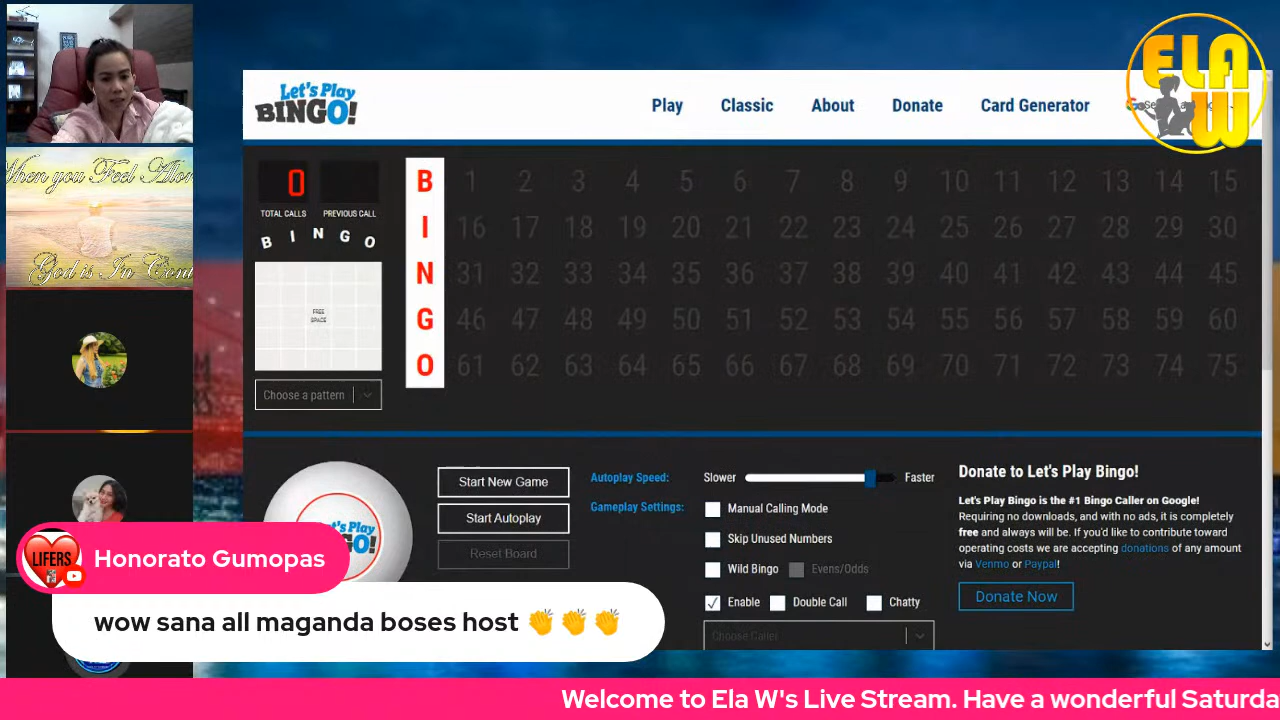 When you Feel Alon
God is In Cont
ELA
W
Let's Play
BINGO!
Play Classic About Donate Card Generator
0
TOTAL CALLS PREVIOUS CALL
B I N G O
FREE
SPACE
Choose a pattern
B 1 2 3 4 5 6 7 8 9 10 11 12 13 14 15
I 16 17 18 19 20 21 22 23 24 25 26 27 28 29 30
N 31 32 33 34 35 36 37 38 39 40 41 42 43 44 45
G 46 47 48 49 50 51 52 53 54 55 56 57 58 59 60
O 61 62 63 64 65 66 67 68 69 70 71 72 73 74 75
Let's Play
Start New Game
Start Autoplay
Reset Board
Autoplay Speed: Slower Faster
Gameplay Settings: Manual Calling Mode
Skip Unused Numbers
Wild Bingo Evens/Odds
Enable Double Call Chatty
Choose Caller
Donate to Let's Play Bingo!
Let's Play Bingo is the #1 Bingo Caller on Google!
Requiring no downloads, and with no ads, it is completely
free and always will be. If you'd like to contribute toward
operating costs we are accepting donations of any amount
via Venmo or Paypal!
Donate Now
LIFERS
Honorato Gumopas
wow sana all maganda boses host 👏 👏 👏
Welcome to Ela W's Live Stream. Have a wonderful Saturda